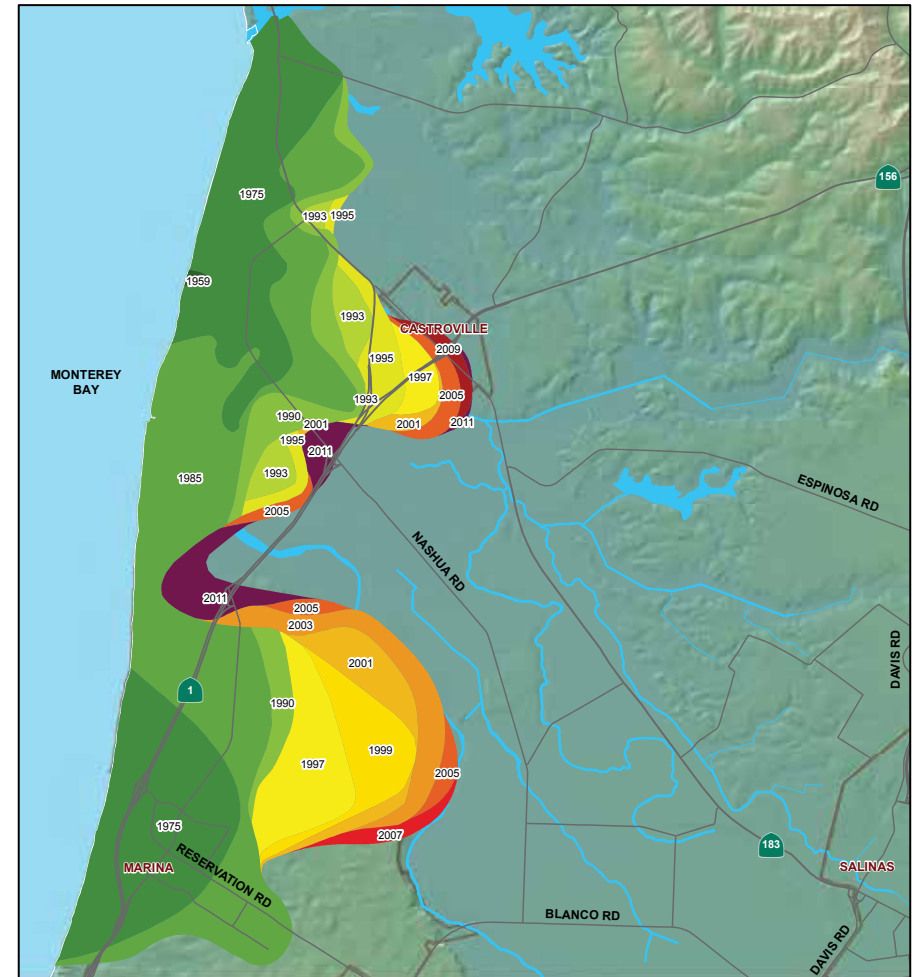 156
1975
1993
1995
1959
1993
CASTROVILLE
2009
1995
MONTEREY
BAY
1997
2005
1993
1990
2001
2001
2011
1995
2011
1993
1985
ESPINOSA RD
2005
NASHUA RD
2011
2005
2003
DAVIS RD
2001
1
1990
1999
1997
2005
1975
2007
183
MARINA
RESERVATION RD
SALINAS
BLANCO RD
DAVIS RD